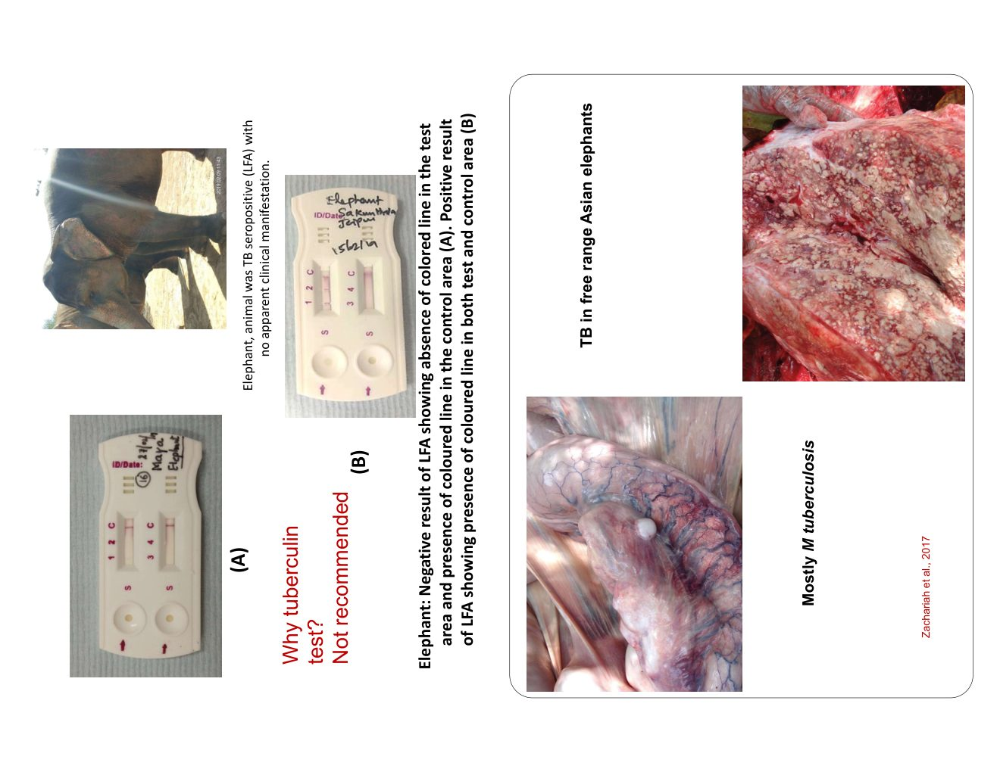 2019.02.09 11:43
Elephant, animal was TB seropositive (LFA) with
no apparent clinical manifestation.
ID/Date:
16
27/01/19
Maya
Elephant
1 2 C
3 4 C
S
S
(A)
Why tuberculin
test?
Not recommended
ID/Date:
Elephant
Sakunthala
Jaipur
1 2 C
3 4 C
S
S
(B)
Elephant: Negative result of LFA showing absence of colored line in the test
area and presence of coloured line in the control area (A). Positive result
of LFA showing presence of coloured line in both test and control area (B)
TB in free range Asian elephants
Mostly M tuberculosis
Zachariah et al., 2017